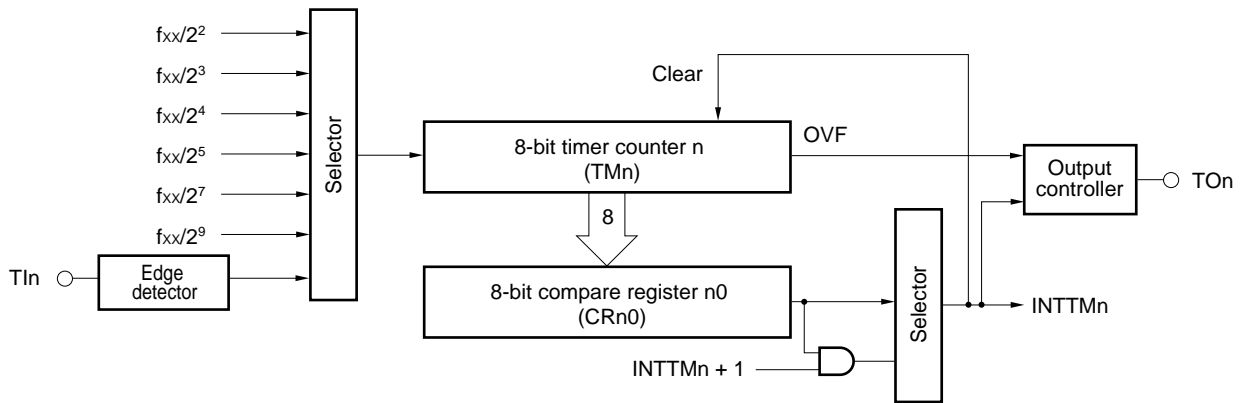 fxx/2²
fxx/2³
fxx/2⁴
fxx/2⁵
fxx/2⁷
fxx/2⁹
TIn
Edge
detector
Selector
Clear
8-bit timer counter n
(TMn)
OVF
8
8-bit compare register n0
(CRn0)
INTTMn + 1
Selector
Output
controller
TOn
INTTMn